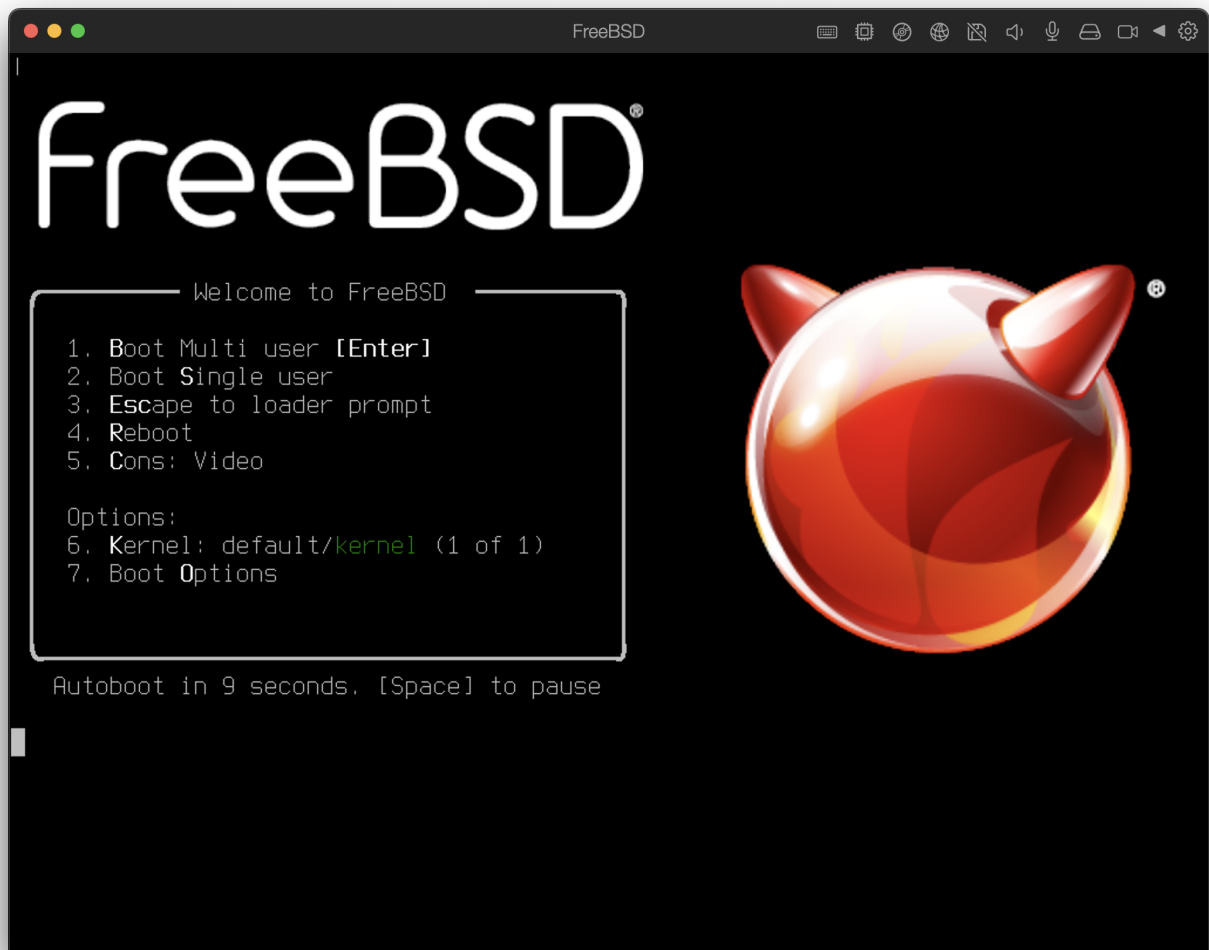 FreeBSD
FreeBSD®
Welcome to FreeBSD
1. Boot Multi user [Enter]
2. Boot Single user
3. Escape to loader prompt
4. Reboot
5. Cons: Video
Options:
6. Kernel: default/kernel (1 of 1)
7. Boot Options
Autoboot in 9 seconds. [Space] to pause
®